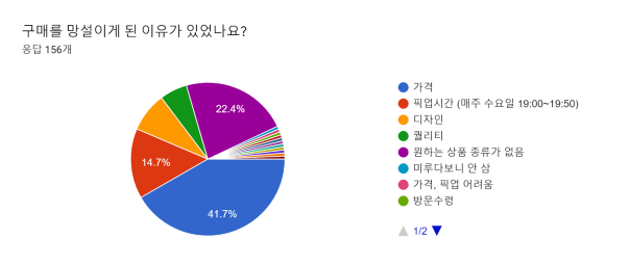 구매를 망설이게 된 이유가 있었나요?
응답 156개
22.4%
14.7%
41.7%
가격
픽업시간 (매주 수요일 19:00~19:50)
디자인
퀄리티
원하는 상품 종류가 없음
미루다보니 안 삼
가격, 픽업 어려움
방문수령
1/2